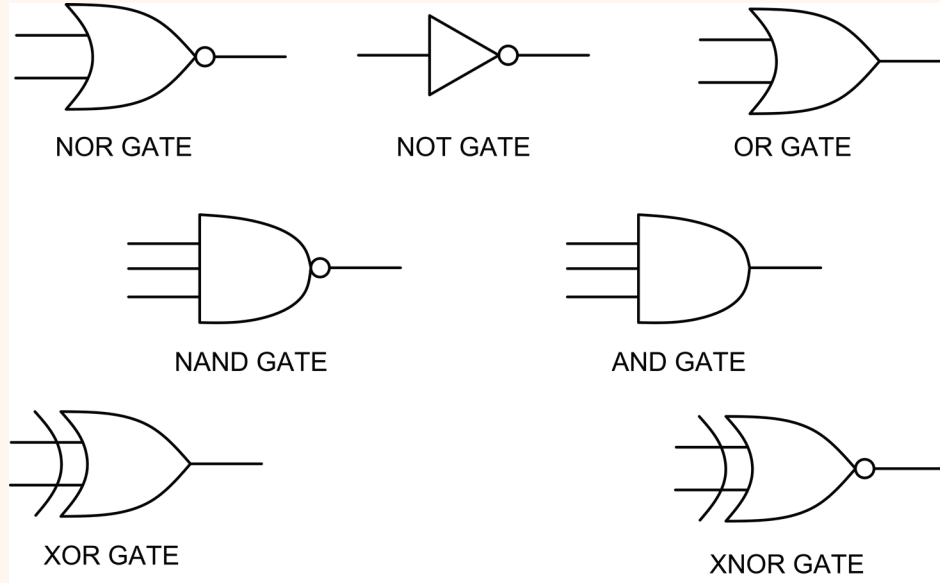 NOR GATE
NOT GATE
OR GATE
NAND GATE
AND GATE
XOR GATE
XNOR GATE